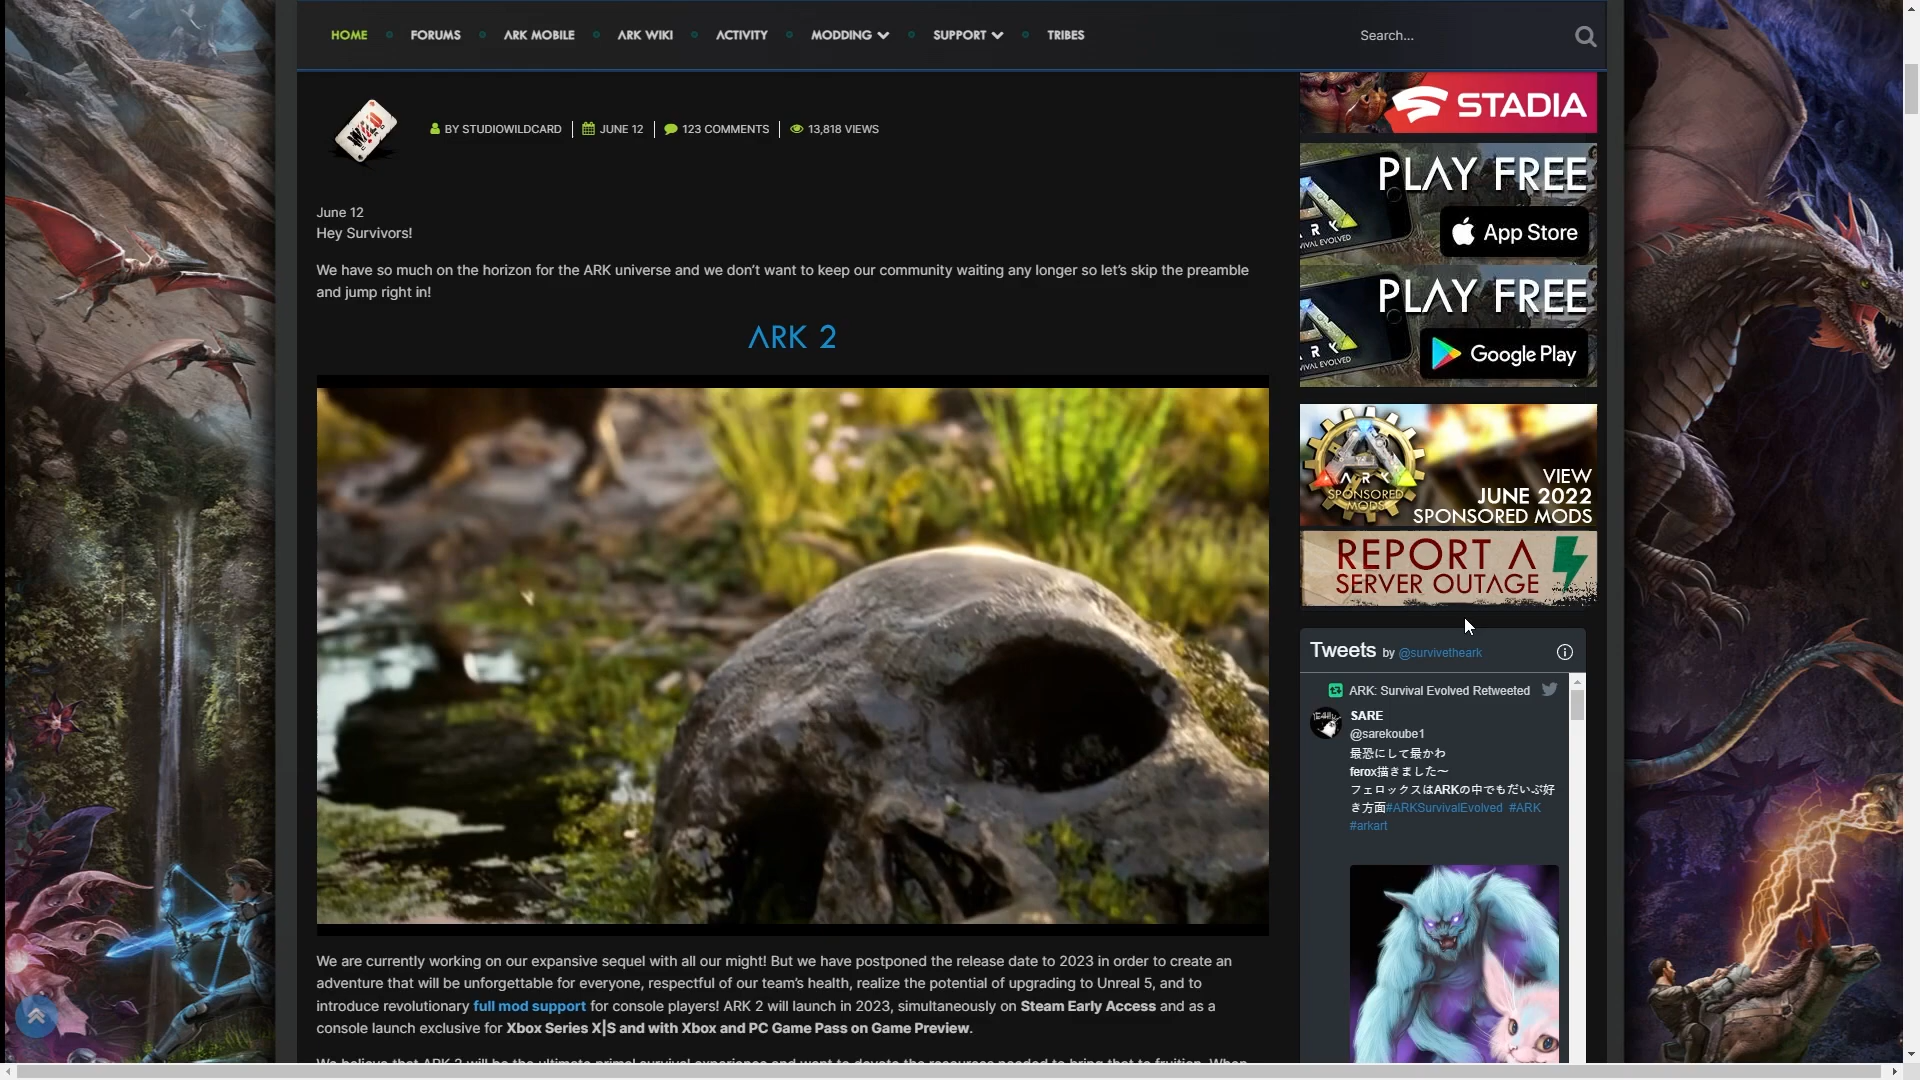 HOME
FORUMS
ARK MOBILE
ARK WIKI
ACTIVITY
MODDING
SUPPORT
TRIBES
Search...
BY STUDIOWILDCARD
JUNE 12
123 COMMENTS
13,818 VIEWS
June 12
Hey Survivors!
We have so much on the horizon for the ARK universe and we don't want to keep our community waiting any longer so let's skip the preamble
and jump right in!
ARK 2
We are currently working on our expansive sequel with all our might! But we have postponed the release date to 2023 in order to create an
adventure that will be unforgettable for everyone, respectful of our team's health, realize the potential of upgrading to Unreal 5, and to
introduce revolutionary full mod support for console players! ARK 2 will launch in 2023, simultaneously on Steam Early Access and as a
console launch exclusive for Xbox Series X|S and with Xbox and PC Game Pass on Game Preview.
STADIA
PLAY FREE
App Store
PLAY FREE
Google Play
ARK
SPONSORED
MODS
VIEW
JUNE 2022
SPONSORED MODS
REPORT A
SERVER OUTAGE
Tweets by @survivetheark
ARK: Survival Evolved Retweeted
SARE
@sarekoube1
最恐にして最かわ
ferox描きました〜
フェロックスはARKの中でもだいぶ好
き方面#ARKSurvivalEvolved #ARK
#arkart